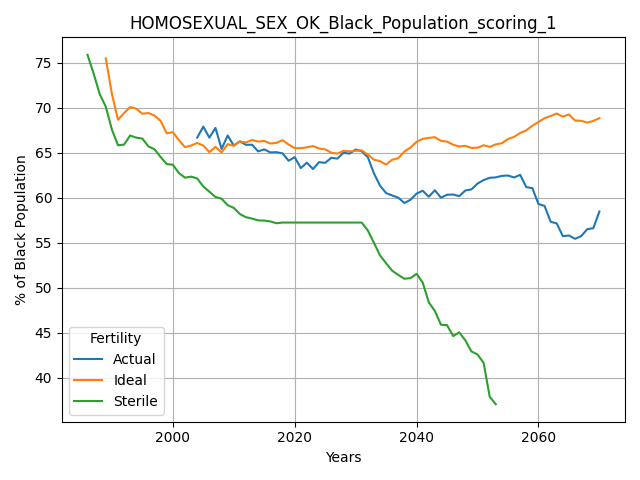 HOMOSEXUAL_SEX_OK_Black_Population_scoring_1
% of Black Population
75
70
65
60
55
50
45
40
Fertility
Actual
Ideal
Sterile
2000 2020 2040 2060
Years